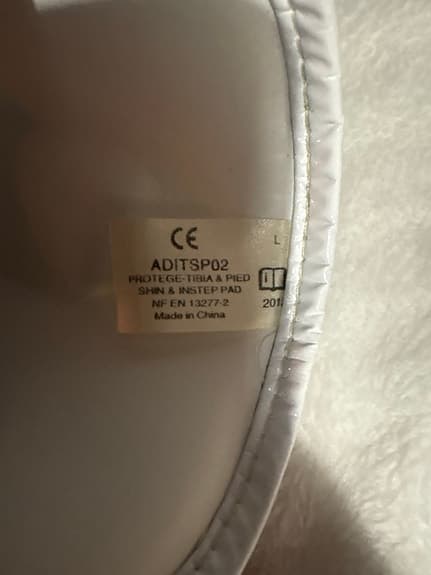 CE
L
ADITSP02
PROTEGE-TIBIA & PIED
SHIN & INSTEP PAD
NF EN 13277-2
Made in China